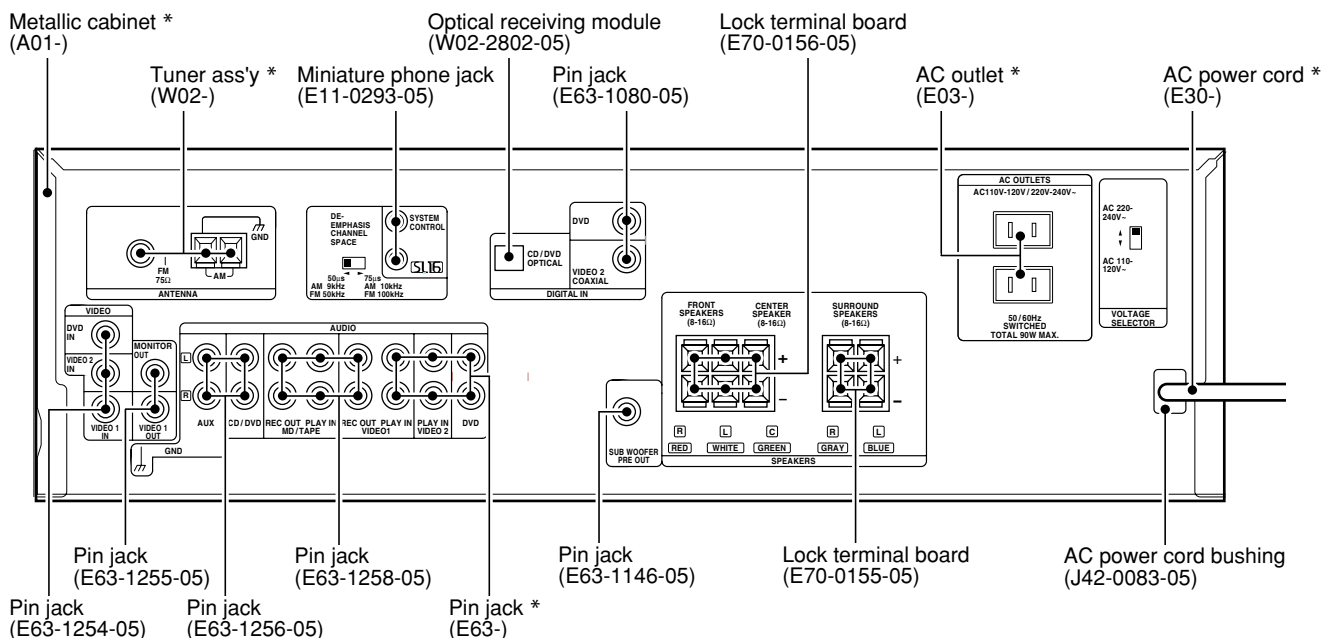 Metallic cabinet *
(A01-)
Optical receiving module
(W02-2802-05)
Lock terminal board
(E70-0156-05)
Tuner ass'y *
(W02-)
Miniature phone jack
(E11-0293-05)
Pin jack
(E63-1080-05)
AC outlet *
(E03-)
AC power cord *
(E30-)
GND
FM
75Ω
AM
ANTENNA
DE-
EMPHASIS
CHANNEL
SPACE
SYSTEM
CONTROL
SL16
50µs
75µs
AM 9kHz
AM 10kHz
FM 50kHz
FM 100kHz
DVD
CD/DVD
OPTICAL
VIDEO 2
COAXIAL
DIGITAL IN
AC OUTLETS
AC110V-120V/220V-240V~
50/60Hz
SWITCHED
TOTAL 90W MAX.
AC 220-
240V~
AC 110-
120V~
VOLTAGE
SELECTOR
VIDEO
DVD
IN
VIDEO 2
IN
VIDEO 1
IN
MONITOR
OUT
VIDEO 1
OUT
GND
AUDIO
L
R
AUX
CD/DVD
REC OUT PLAY IN
MD/TAPE
REC OUT PLAY IN
VIDEO1
PLAY IN
VIDEO 2
DVD
SUB WOOFER
PRE OUT
FRONT
SPEAKERS
(8-16Ω)
CENTER
SPEAKER
(8-16Ω)
SURROUND
SPEAKERS
(8-16Ω)
+
−
+
−
R
L
C
R
L
RED
WHITE
GREEN
GRAY
BLUE
SPEAKERS
Pin jack
(E63-1255-05)
Pin jack
(E63-1258-05)
Pin jack
(E63-1146-05)
Lock terminal board
(E70-0155-05)
AC power cord bushing
(J42-0083-05)
Pin jack
(E63-1254-05)
Pin jack
(E63-1256-05)
Pin jack *
(E63-)